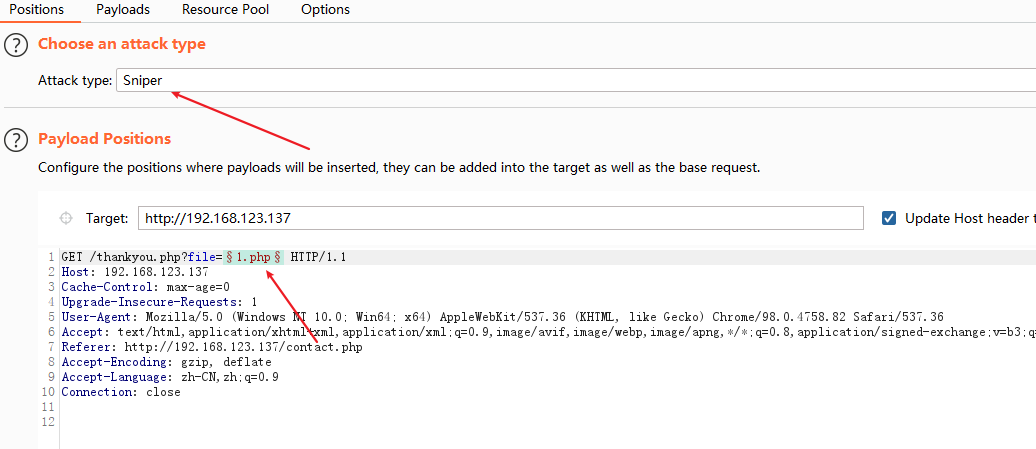 Positions Payloads Resource Pool Options
? Choose an attack type
Attack type: Sniper
? Payload Positions
Configure the positions where payloads will be inserted, they can be added into the target as well as the base request.
Target: http://192.168.123.137 Update Host header t
1 GET /thankyou.php?file=§1.php§ HTTP/1.1
2 Host: 192.168.123.137
3 Cache-Control: max-age=0
4 Upgrade-Insecure-Requests: 1
5 User-Agent: Mozilla/5.0 (Windows NT 10.0; Win64; x64) AppleWebKit/537.36 (KHTML, like Gecko) Chrome/98.0.4758.82 Safari/537.36
6 Accept: text/html,application/xhtml+xml,application/xml;q=0.9,image/avif,image/webp,image/apng,*/*;q=0.8,application/signed-exchange;v=b3;q=
7 Referer: http://192.168.123.137/contact.php
8 Accept-Encoding: gzip, deflate
9 Accept-Language: zh-CN,zh;q=0.9
10 Connection: close
11
12